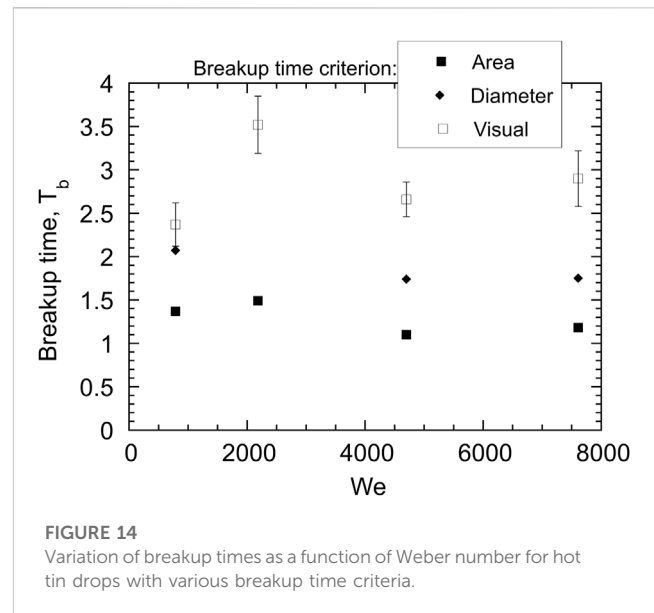 Breakup time criterion:
Area
Diameter
Visual
4
3.5
3
2.5
2
1.5
1
0.5
0
Breakup time, T_b
0
2000
4000
6000
8000
We
FIGURE 14
Variation of breakup times as a function of Weber number for hot
tin drops with various breakup time criteria.